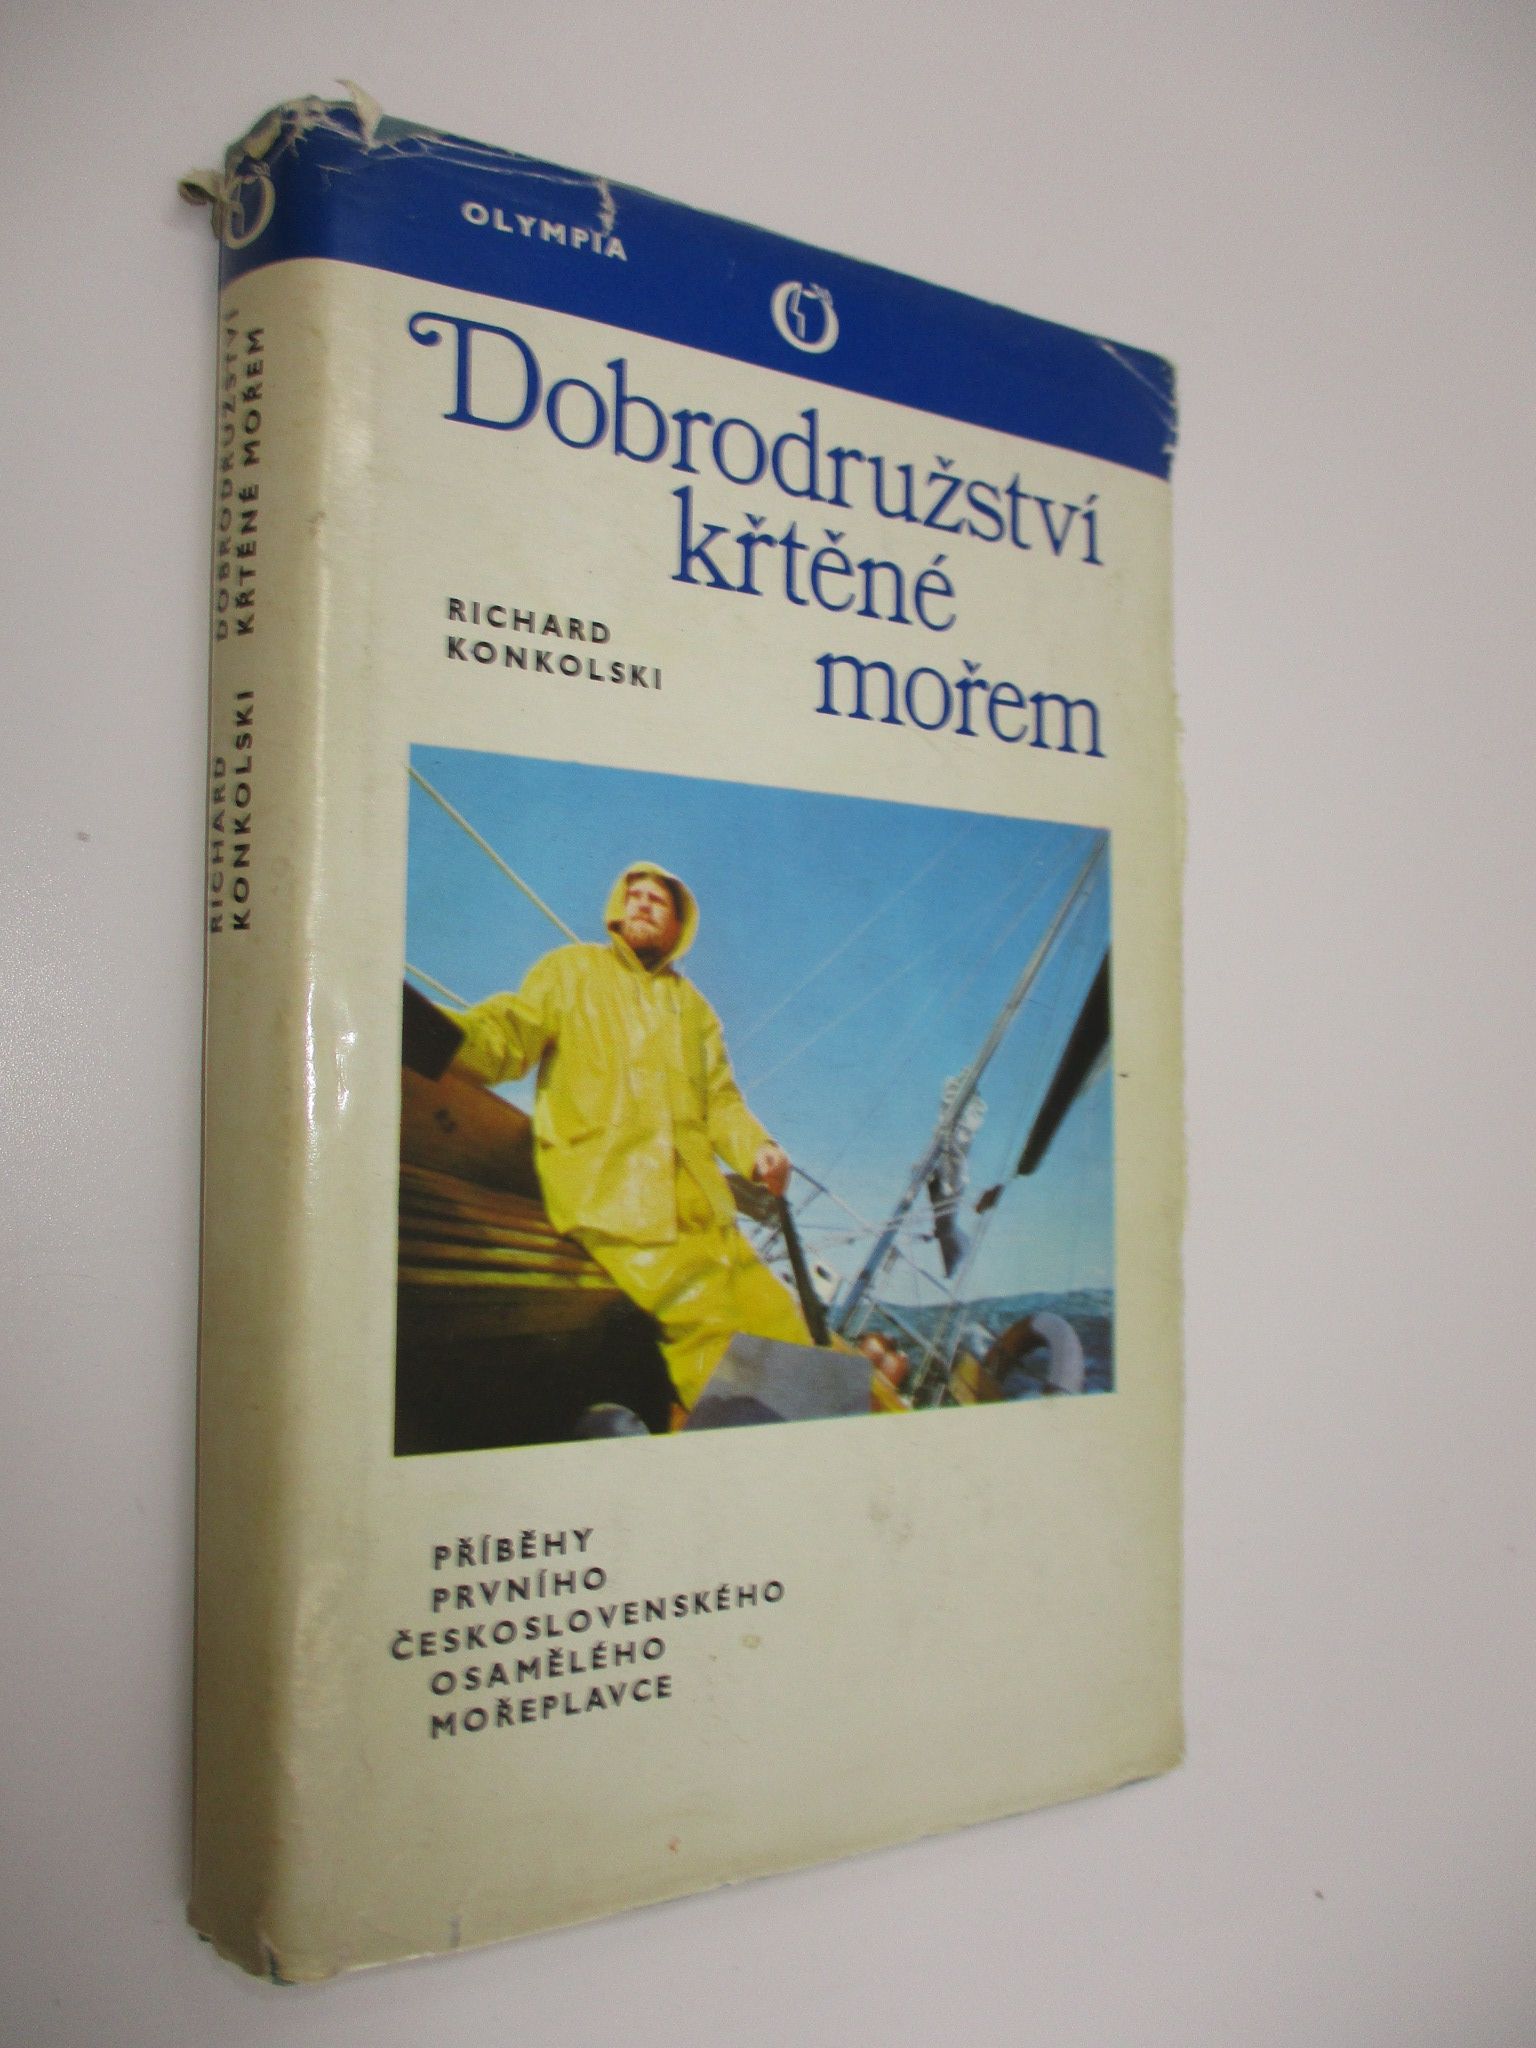 OLYMPIA
Dobrodružství
křtěné
mořem
RICHARD
KONKOLSKI
PŘÍBĚHY
PRVNÍHO
ČESKOSLOVENSKÉHO
OSAMĚLÉHO
MOŘEPLAVCE
RICHARD
KONKOLSKI
DOBRODRUŽSTVÍ
KŘTĚNÉ MOŘEM